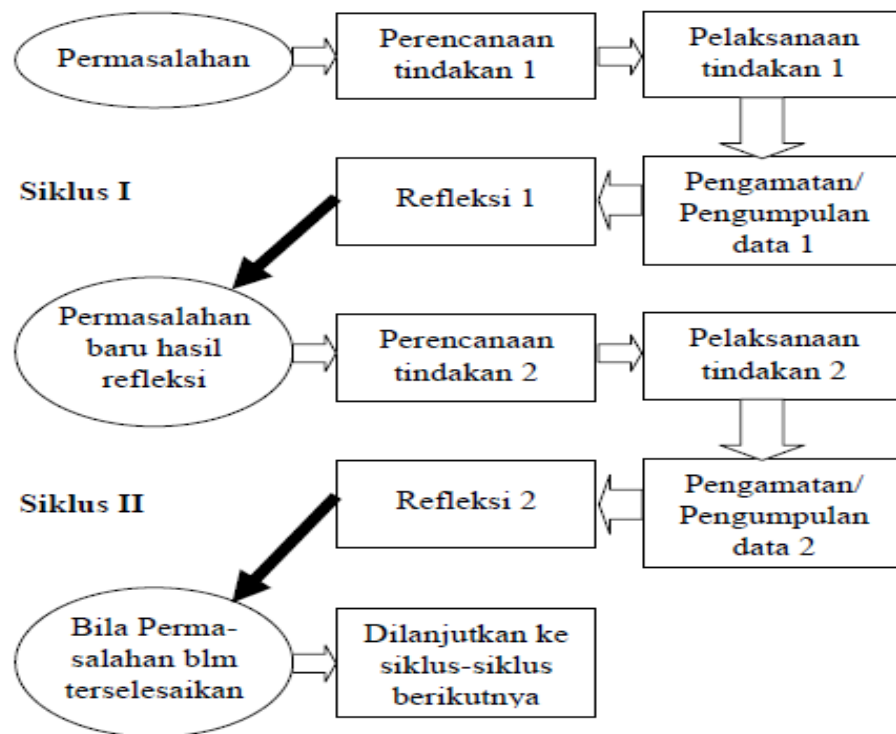 Permasalahan
Perencanaan
tindakan 1
Pelaksanaan
tindakan 1
Siklus I
Refleksi 1
Pengamatan/
Pengumpulan
data 1
Permasalahan
baru hasil
refleksi
Perencanaan
tindakan 2
Pelaksanaan
tindakan 2
Siklus II
Refleksi 2
Pengamatan/
Pengumpulan
data 2
Bila Perma-
salahan blm
terselesaikan
Dilanjutkan ke
siklus-siklus
berikutnya